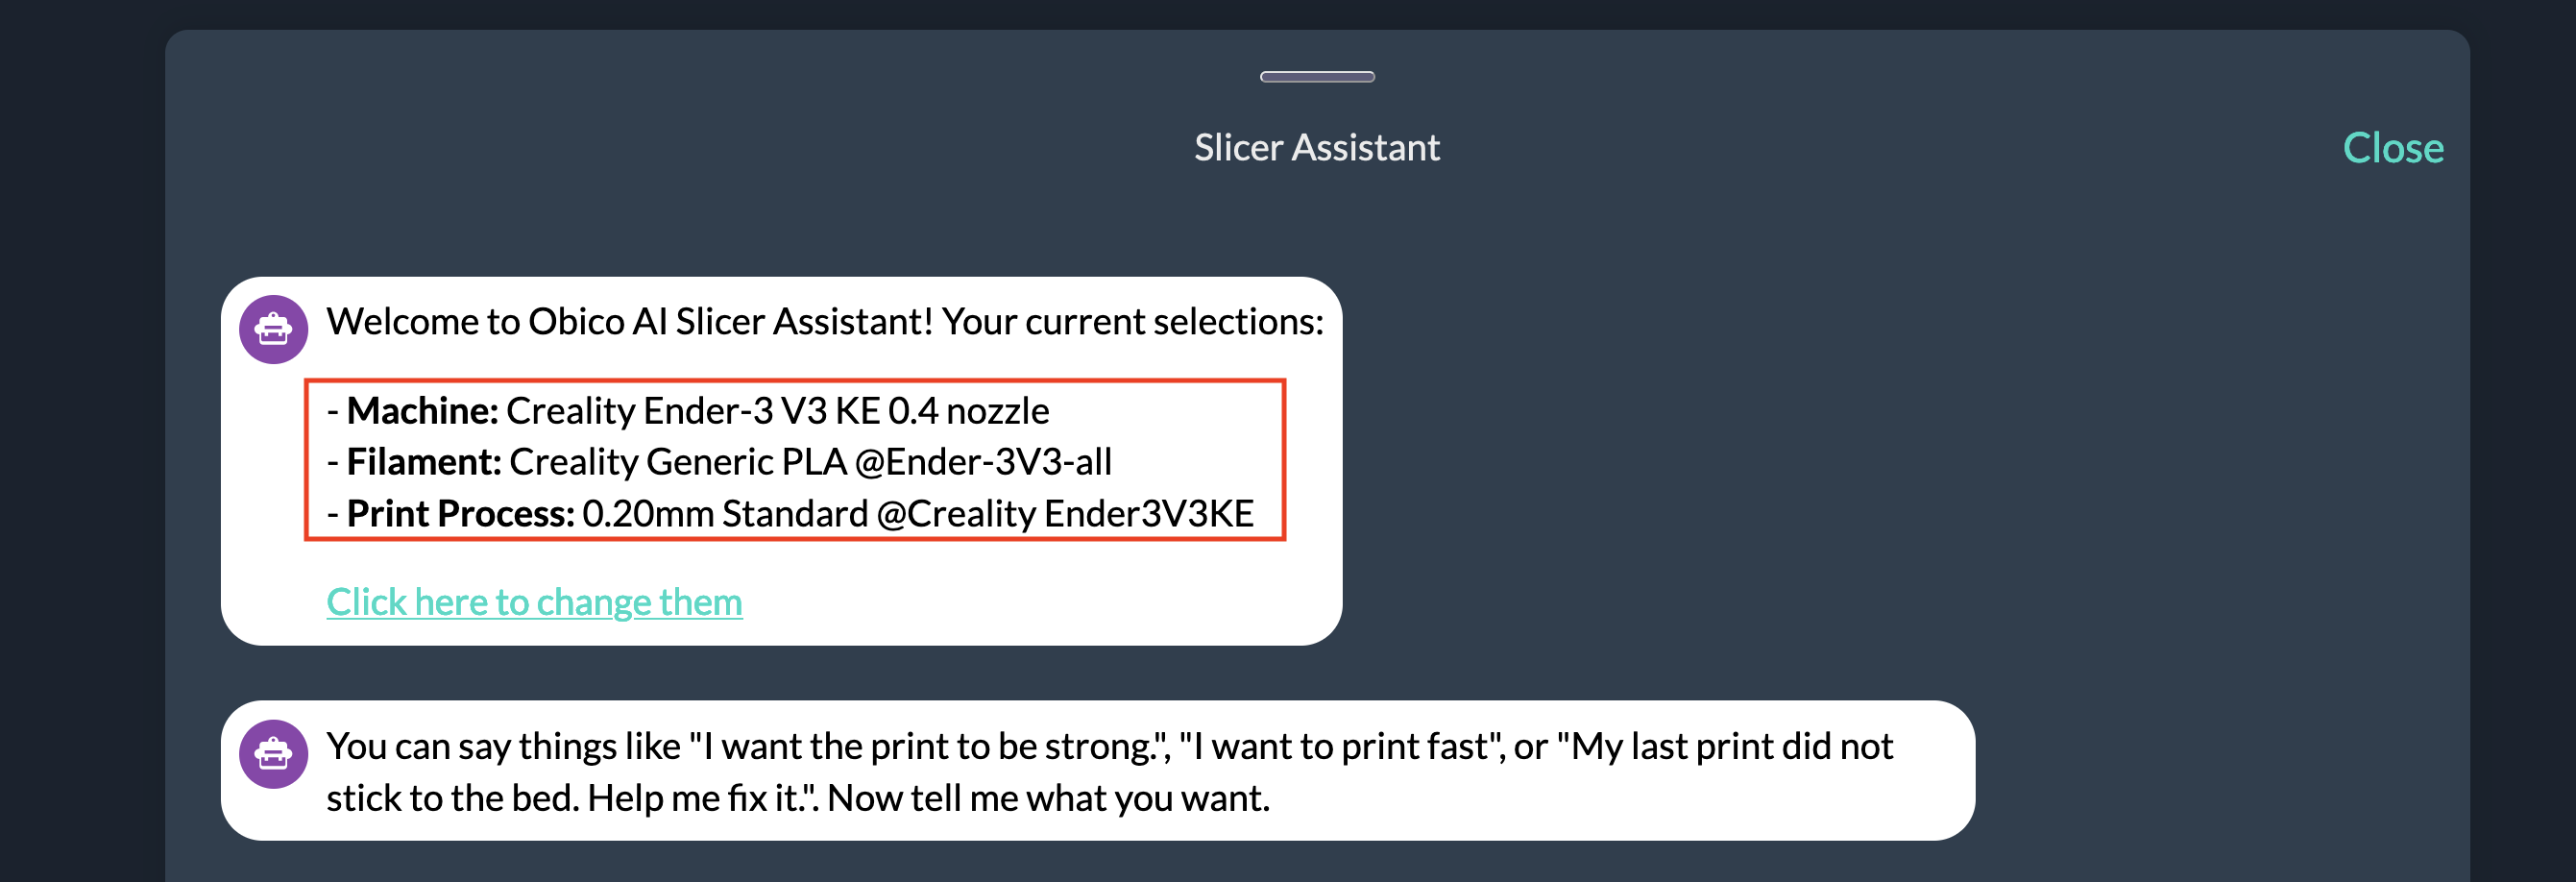 Slicer Assistant
Close
Welcome to Obico AI Slicer Assistant! Your current selections:
- Machine: Creality Ender-3 V3 KE 0.4 nozzle
- Filament: Creality Generic PLA @Ender-3V3-all
- Print Process: 0.20mm Standard @Creality Ender3V3KE
Click here to change them
You can say things like "I want the print to be strong.", "I want to print fast", or "My last print did not
stick to the bed. Help me fix it.". Now tell me what you want.